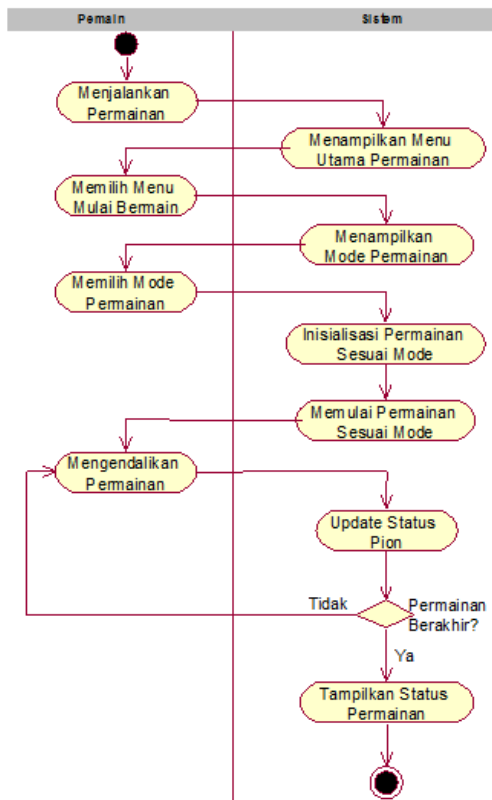 Pemain
Sistem
Menjalankan
Permainan
Menampilkan Menu
Utama Permainan
Memilih Menu
Mulai Bermain
Menampilkan
Mode Permainan
Memilih Mode
Permainan
Inisialisasi Permainan
Sesuai Mode
Memulai Permainan
Sesuai Mode
Mengendalikan
Permainan
Update Status
Pion
Tidak
Permainan
Berakhir?
Ya
Tampilkan Status
Permainan